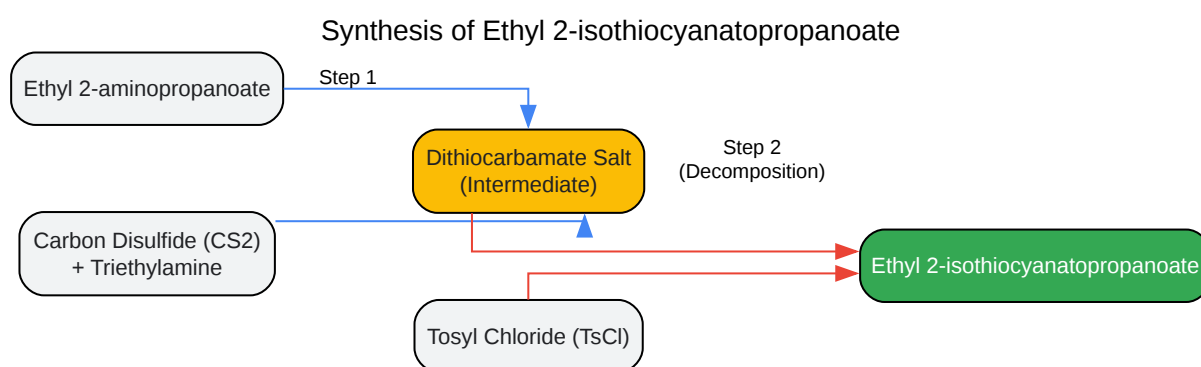 Synthesis of Ethyl 2-isothiocyanatopropanoate
Ethyl 2-aminopropanoate
Step 1
Dithiocarbamate Salt
(Intermediate)
Step 2
(Decomposition)
Carbon Disulfide (CS2)
+ Triethylamine
Ethyl 2-isothiocyanatopropanoate
Tosyl Chloride (TsCl)